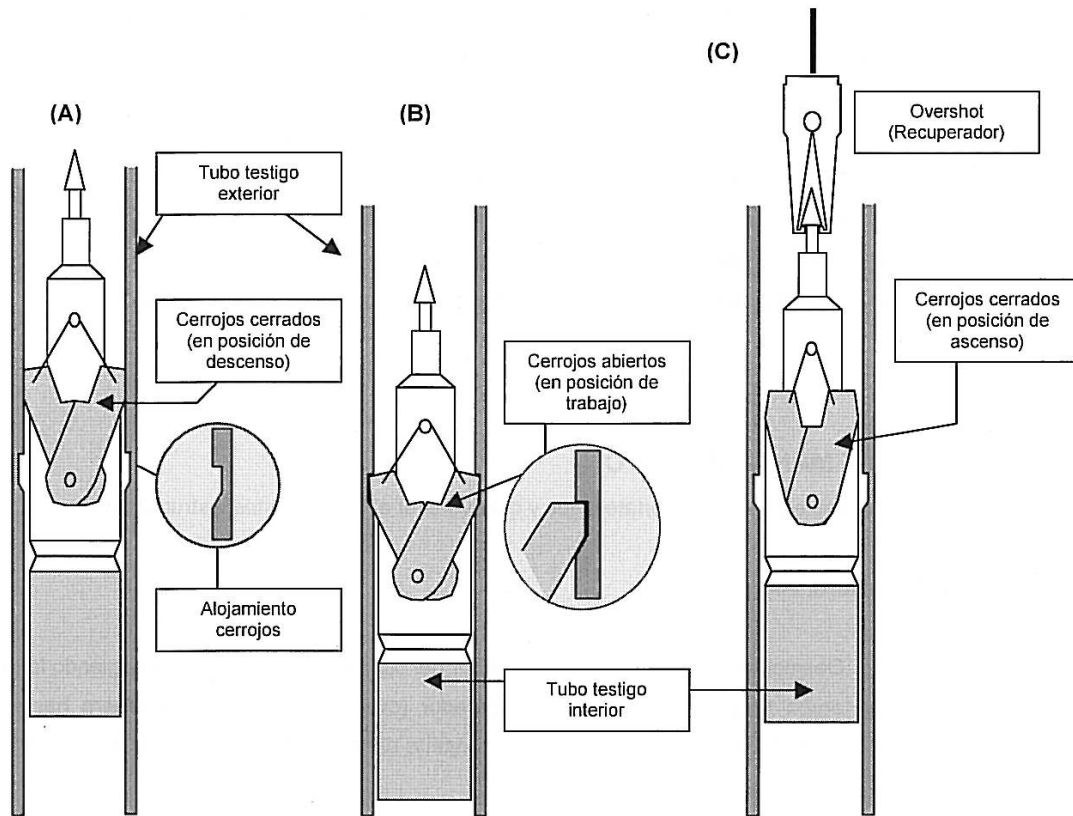 (A)
(B)
(C)
Overshot
(Recuperador)
Tubo testigo
exterior
Cerrojos cerrados
(en posición de
descenso)
Cerrojos abiertos
(en posición de
trabajo)
Cerrojos cerrados
(en posición de
ascenso)
Alojamiento
cerrojos
Tubo testigo
interior